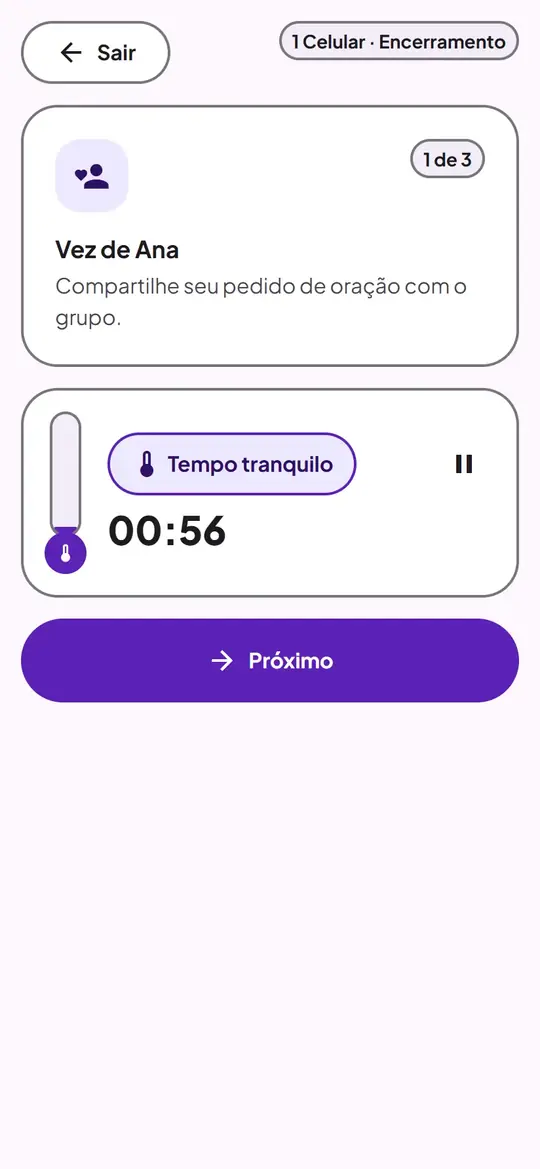 Sair
1 Celular · Encerramento
1 de 3
Vez de Ana
Compartilhe seu pedido de oração com o
grupo.
Tempo tranquilo
00:56
Próximo